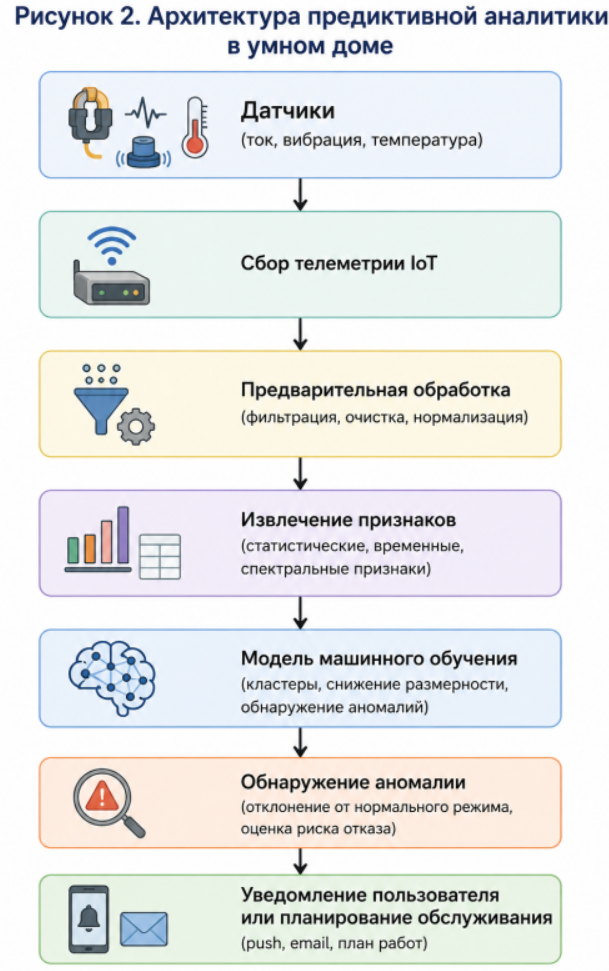 Рисунок 2. Архитектура предиктивной аналитики
в умном доме
Датчики
(ток, вибрация, температура)
Сбор телеметрии IoT
Предварительная обработка
(фильтрация, очистка, нормализация)
Извлечение признаков
(статистические, временные,
спектральные признаки)
Модель машинного обучения
(кластеры, снижение размерности,
обнаружение аномалий)
Обнаружение аномалии
(отклонение от нормального режима,
оценка риска отказа)
Уведомление пользователя
или планирование обслуживания
(push, email, план работ)